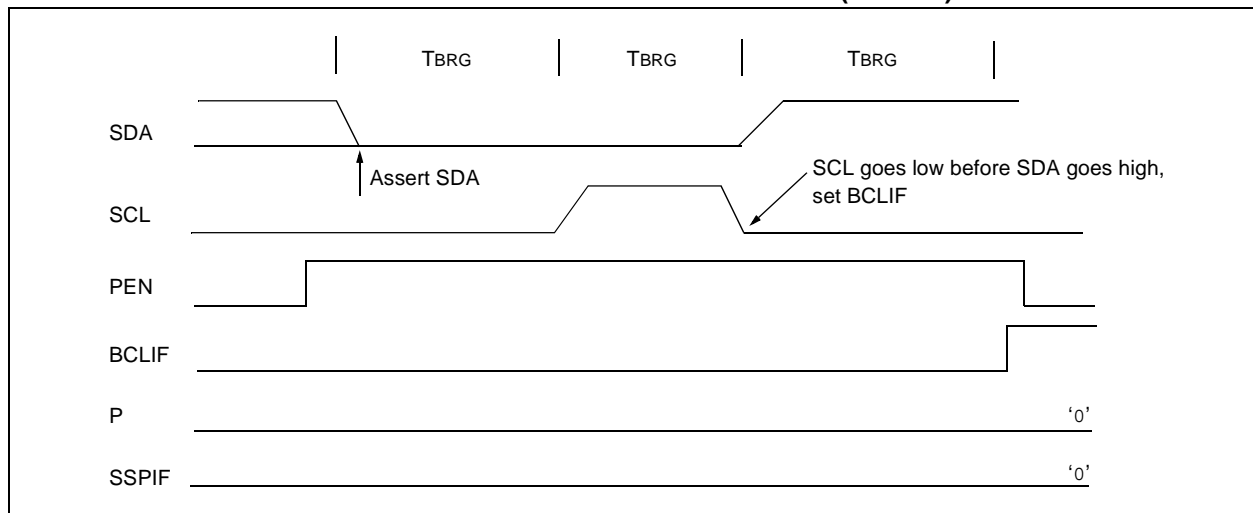 TBRG TBRG TBRG
SDA
Assert SDA
SCL goes low before SDA goes high,
set BCLIF
SCL
PEN
BCLIF
P
‘0’
SSPIF
‘0’